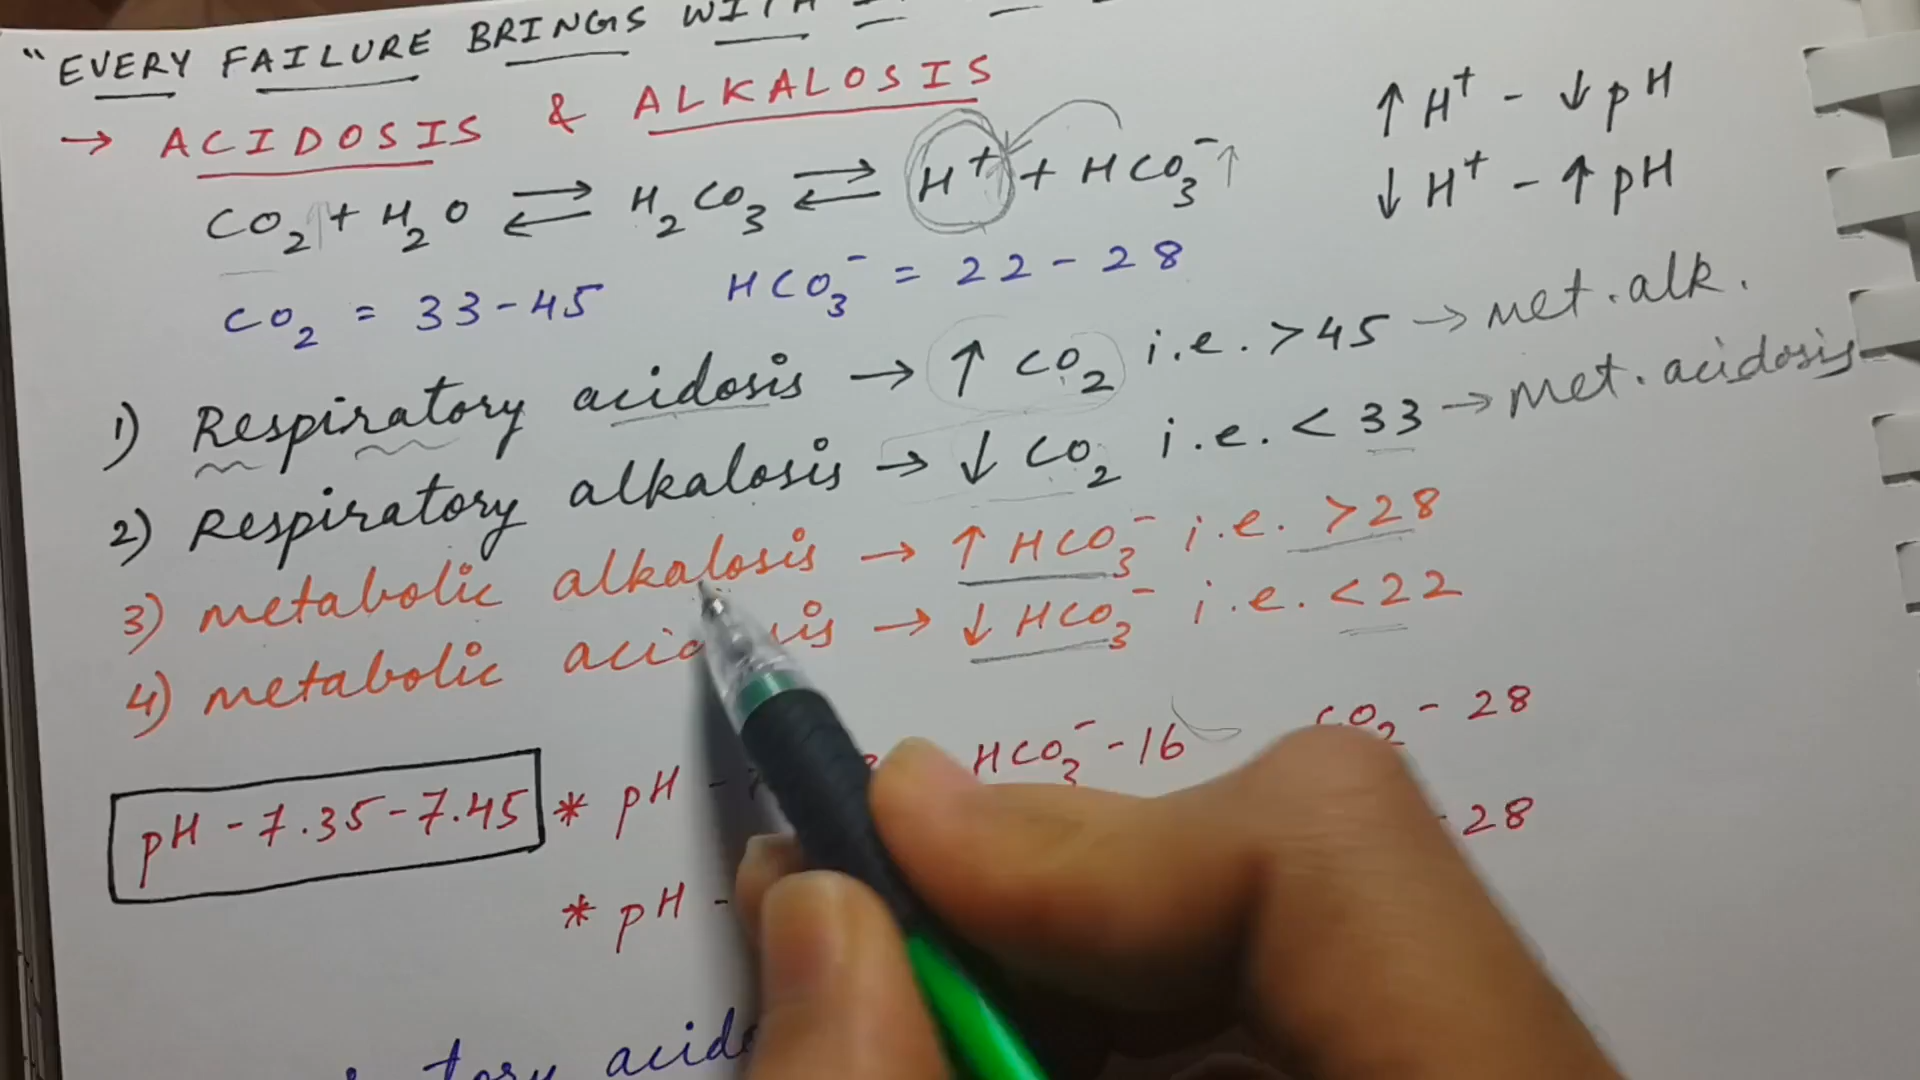 "EVERY FAILURE BRINGS WITH
→ ACIDOSIS & ALKALOSIS
↑ H⁺ - ↓ pH
CO₂↑ + H₂O ⇌ H₂CO₃ ⇌ H⁺ + HCO₃⁻ ↑
↓ H⁺ - ↑ pH
CO₂ = 33-45 HCO₃⁻ = 22-28
1) Respiratory acidosis → ↑ CO₂ i.e. >45 → met. alk.
2) Respiratory alkalosis → ↓ CO₂ i.e. < 33 → met. acidosis
3) metabolic alkalosis → ↑ HCO₃⁻ i.e. >28
4) metabolic → ↓ HCO₃⁻ i.e. <22
pH - 7.35-7.45 * pH - HCO₃⁻ -16 CO₂ - 28
- 28
* pH -